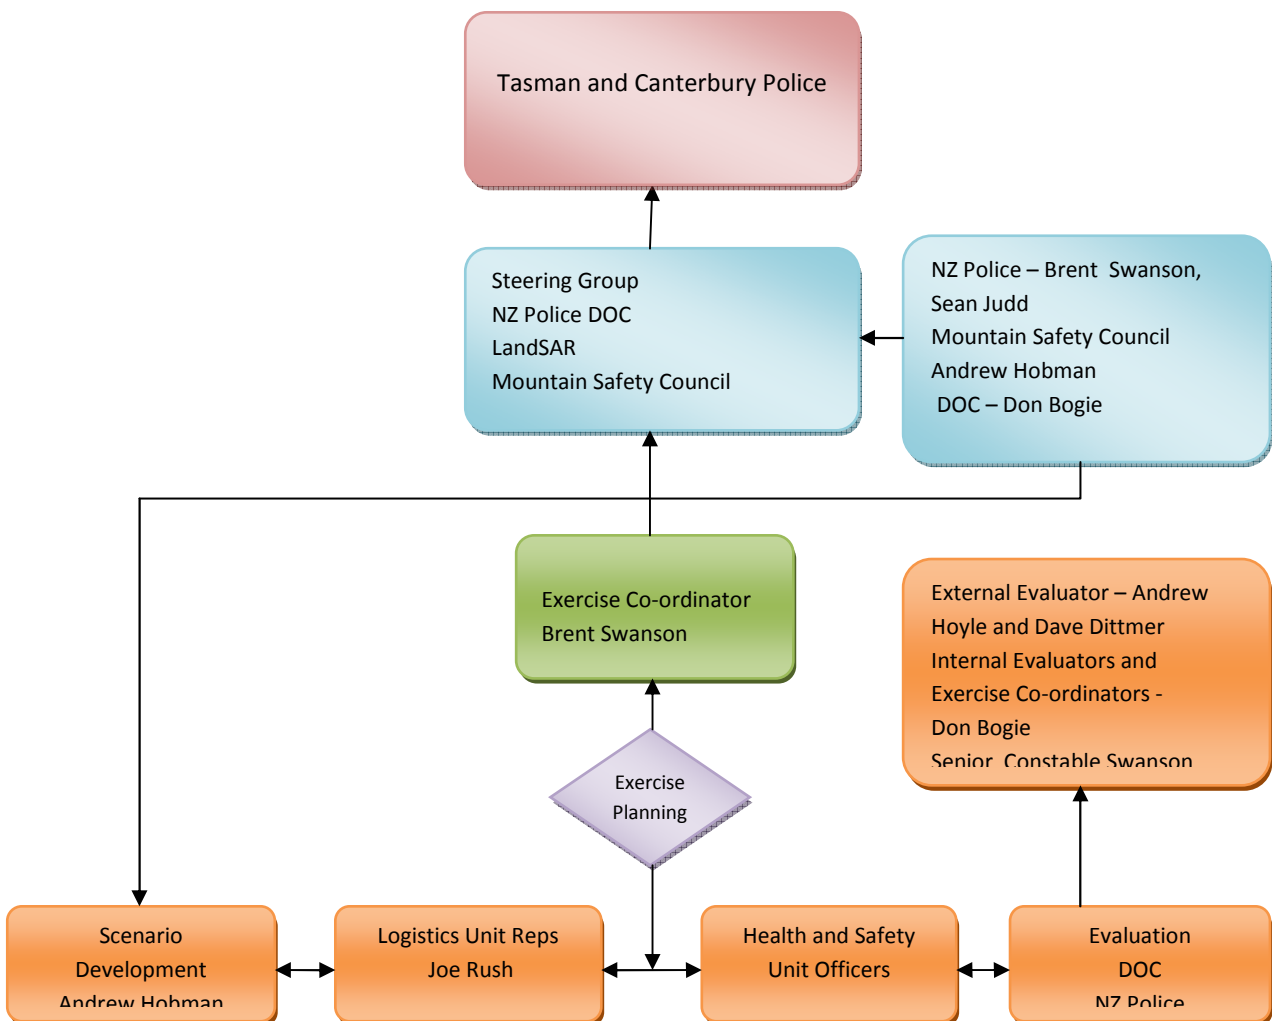 Tasman and Canterbury Police
Steering Group
NZ Police DOC
LandSAR
Mountain Safety Council
NZ Police – Brent Swanson,
Sean Judd
Mountain Safety Council
Andrew Hobman
DOC – Don Bogie
Exercise Co-ordinator
Brent Swanson
External Evaluator – Andrew
Hoyle and Dave Dittmer
Internal Evaluators and
Exercise Co-ordinators -
Don Bogie
Senior Constable Swanson
Exercise
Planning
Scenario
Development
Andrew Hobman
Logistics Unit Reps
Joe Rush
Health and Safety
Unit Officers
Evaluation
DOC
NZ Police